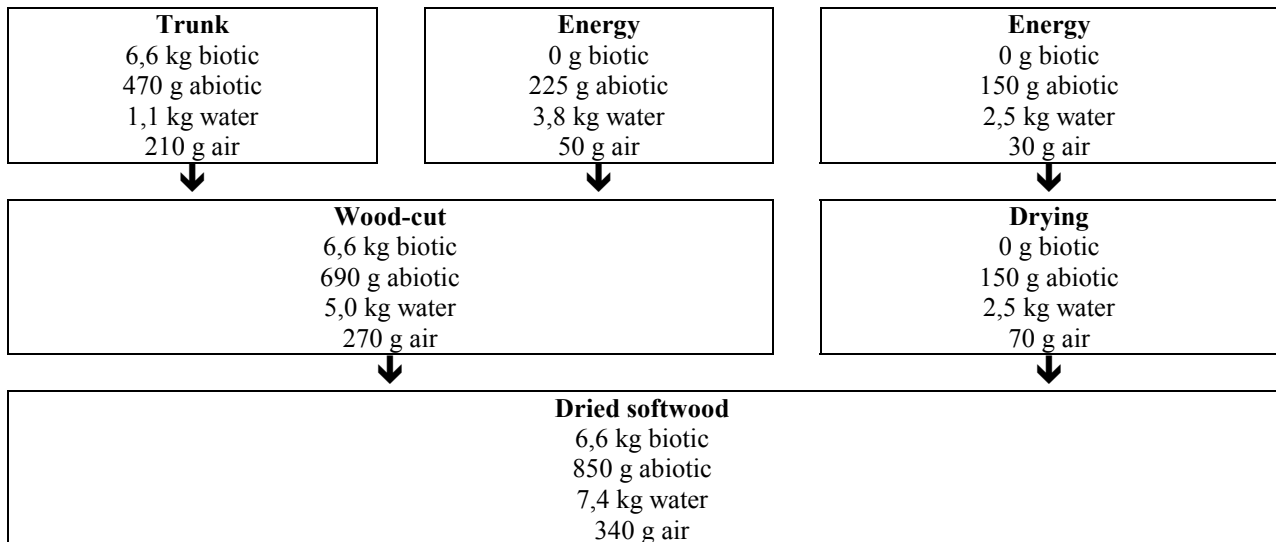 Trunk
6,6 kg biotic
470 g abiotic
1,1 kg water
210 g air
Energy
0 g biotic
225 g abiotic
3,8 kg water
50 g air
Energy
0 g biotic
150 g abiotic
2,5 kg water
30 g air
Wood-cut
6,6 kg biotic
690 g abiotic
5,0 kg water
270 g air
Drying
0 g biotic
150 g abiotic
2,5 kg water
70 g air
Dried softwood
6,6 kg biotic
850 g abiotic
7,4 kg water
340 g air